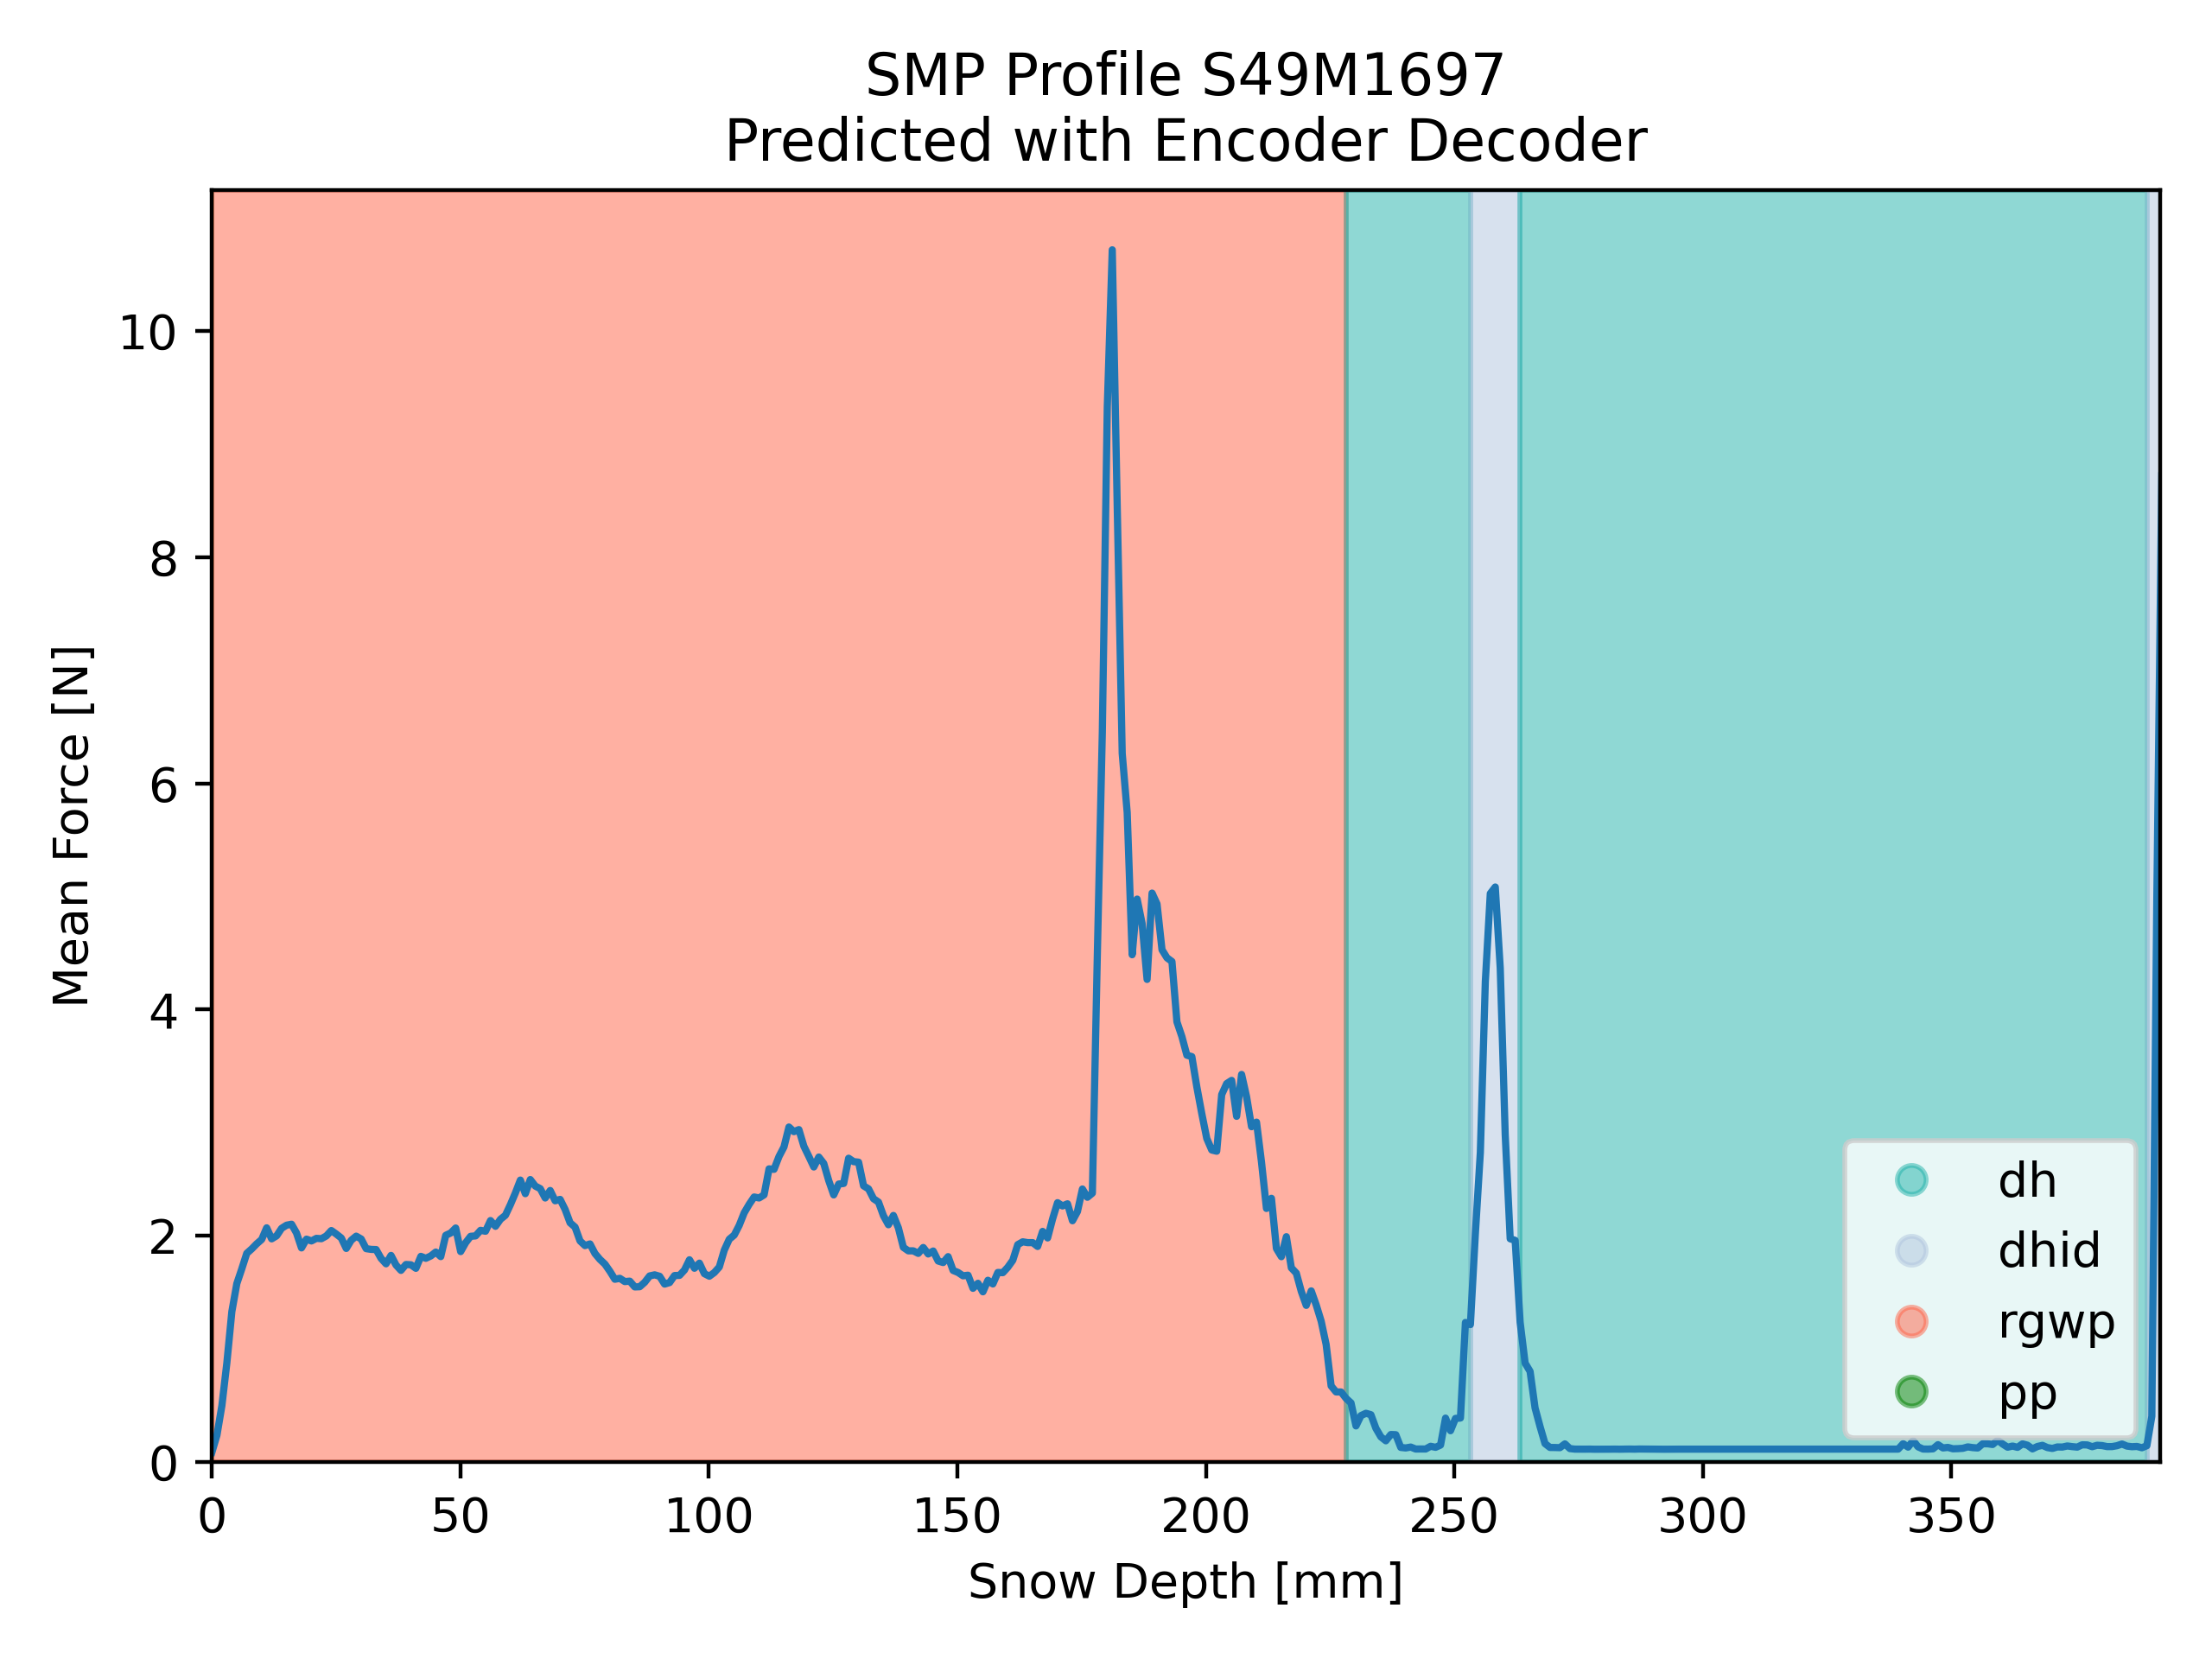 SMP Profile S49M1697
Predicted with Encoder Decoder
Mean Force [N]
10
8
6
4
2
0
0 50 100 150 200 250 300 350
Snow Depth [mm]
dh
dhid
rgwp
pp